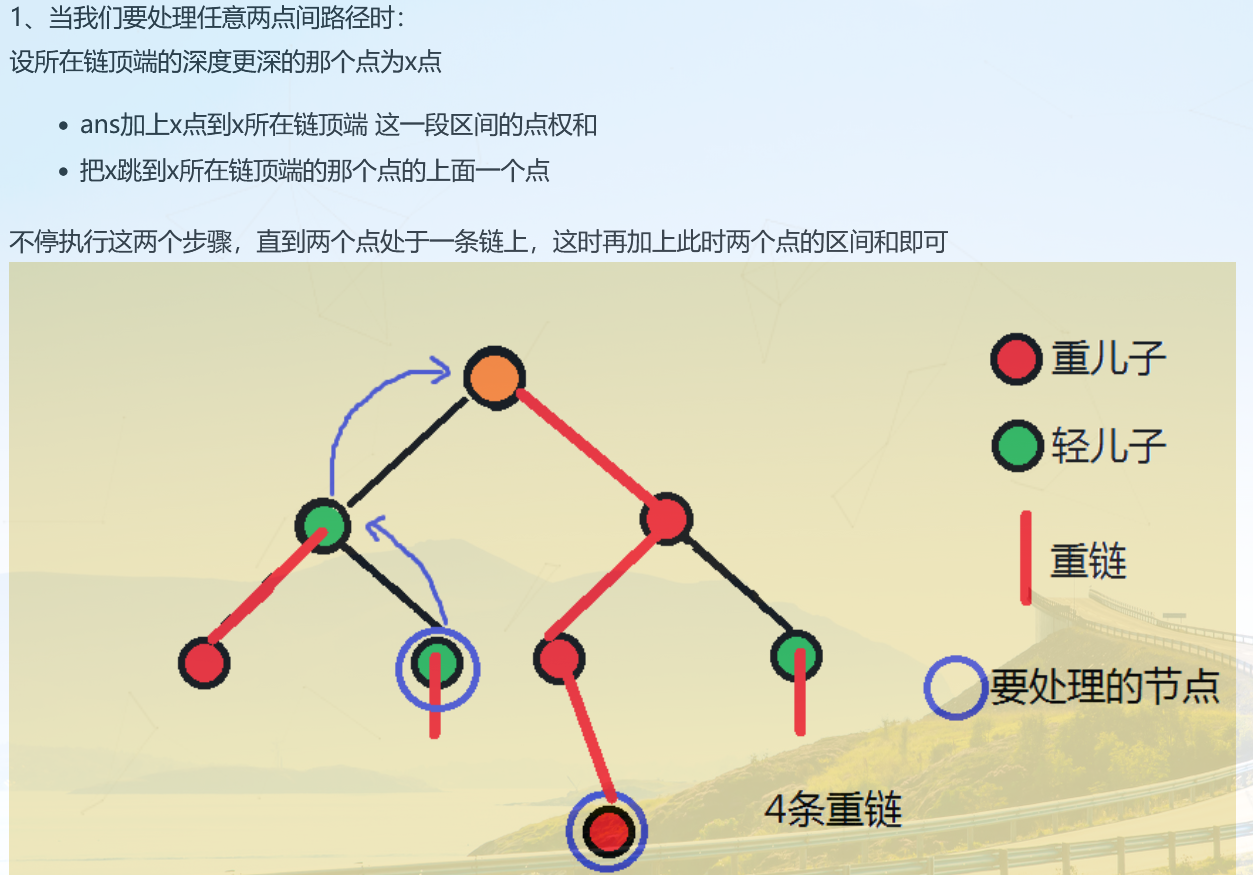 1、当我们要处理任意两点间路径时：
设所在链顶端的深度更深的那个点为x点
ans加上x点到x所在链顶端 这一段区间的点权和
把x跳到x所在链顶端的那个点的上面一个点
不停执行这两个步骤，直到两个点处于一条链上，这时再加上此时两个点的区间和即可
重儿子
轻儿子
重链
要处理的节点
4条重链